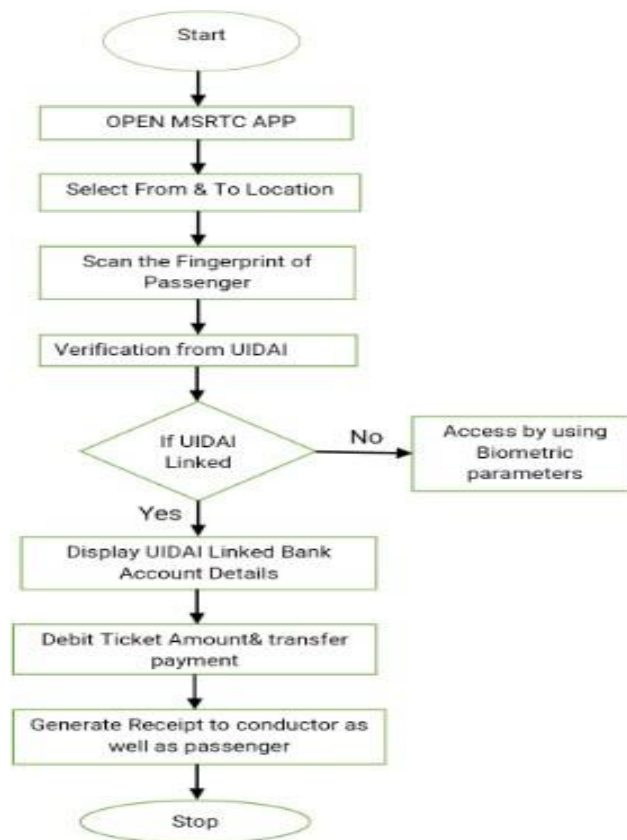 Start
OPEN MSRTC APP
Select From & To Location
Scan the Fingerprint of
Passenger
Verification from UIDAI
If UIDAI
Linked
No
Access by using
Biometric
parameters
Yes
Display UIDAI Linked Bank
Account Details
Debit Ticket Amount& transfer
payment
Generate Receipt to conductor as
well as passenger
Stop